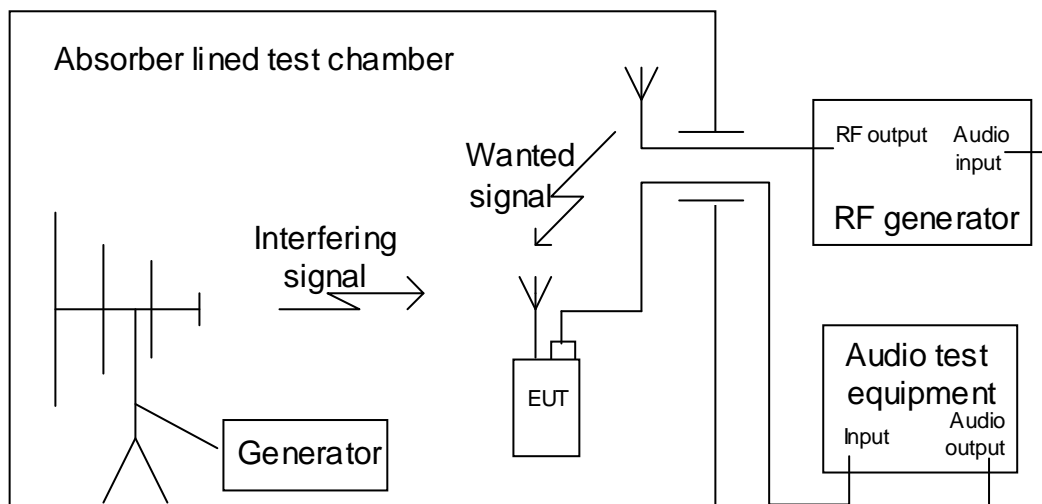 Absorber lined test chamber
Wanted
signal
Interfering
signal
EUT
Generator
RF output
Audio
input
RF generator
Audio test
equipment
Input
Audio
output